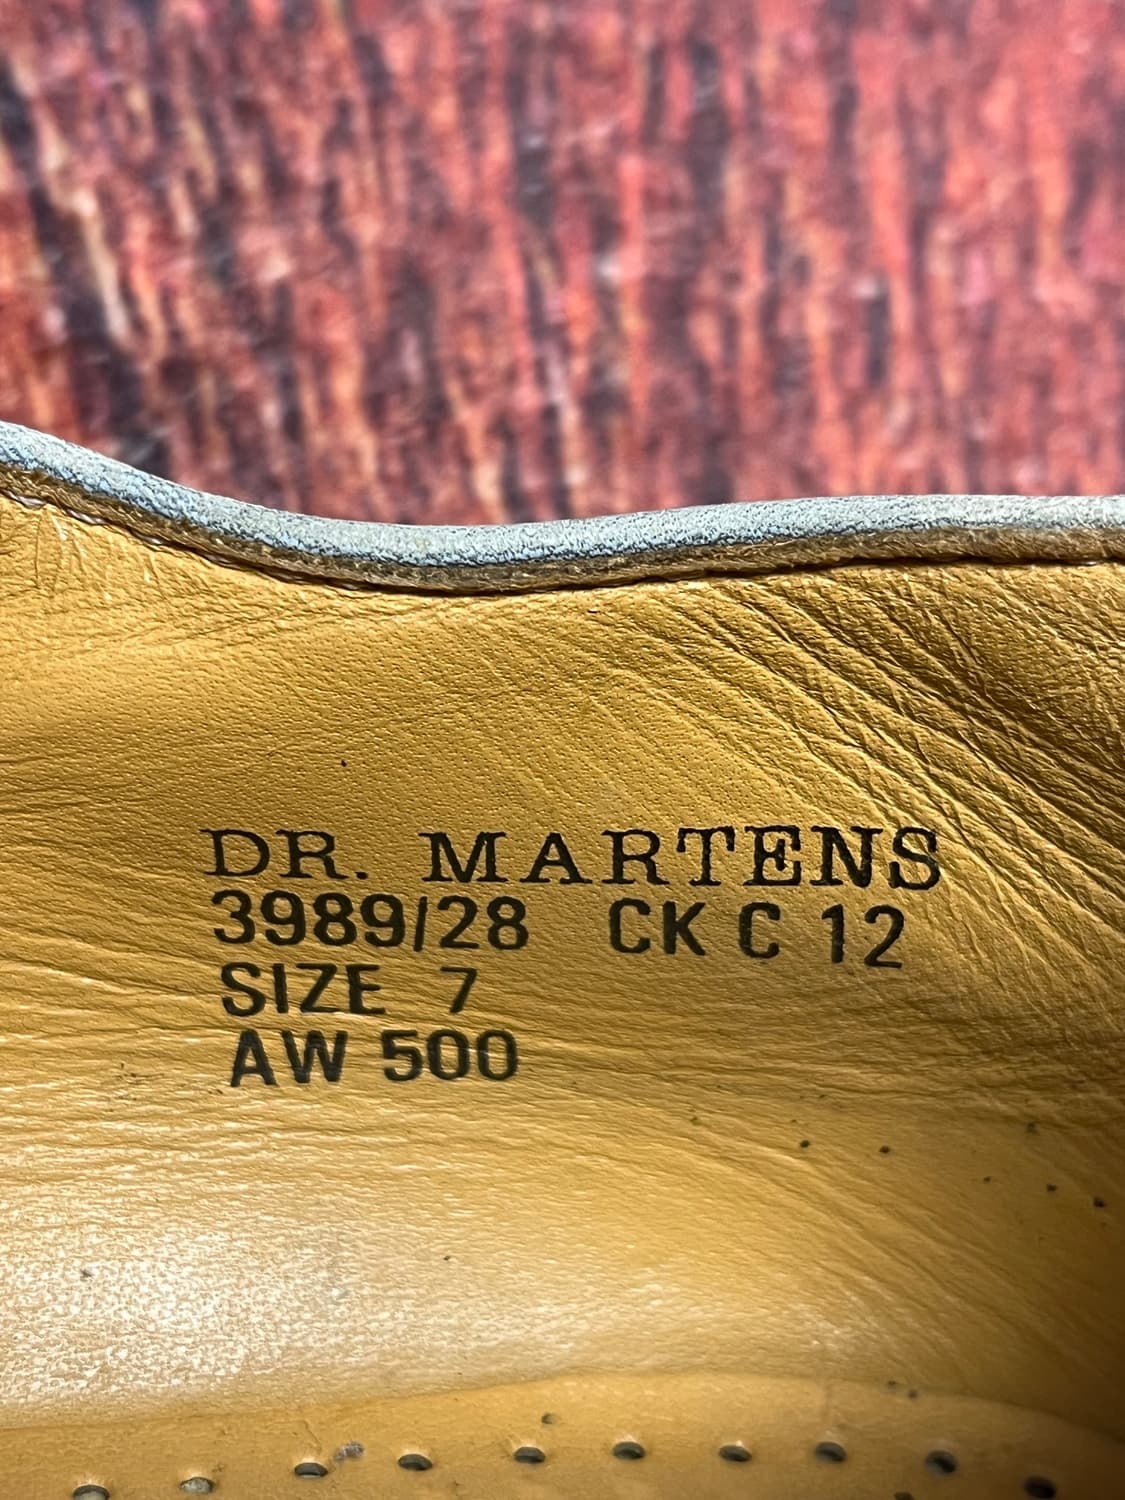 DR. MARTENS
3989/28 CK C 12
SIZE 7
AW 500